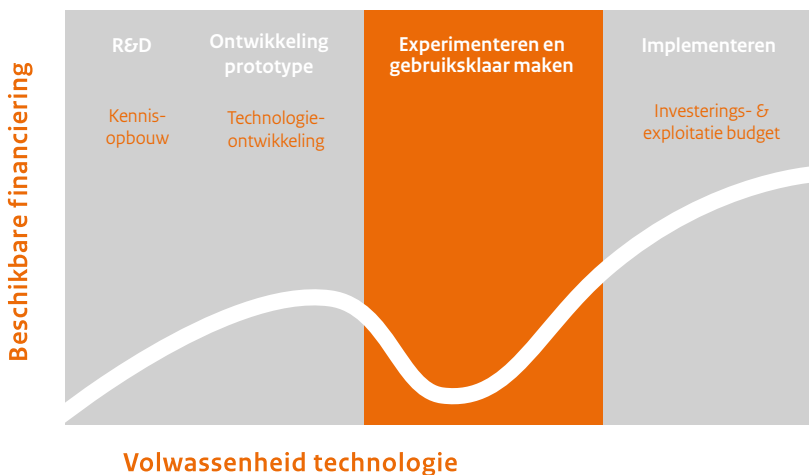 R&D
Ontwikkeling
prototype
Experimenteren en
gebruiksklaar maken
Implementeren
Kennis-
opbouw
Technologie-
ontwikkeling
Investerings- &
exploitatie budget
Beschikbare financiering
Volwassenheid technologie